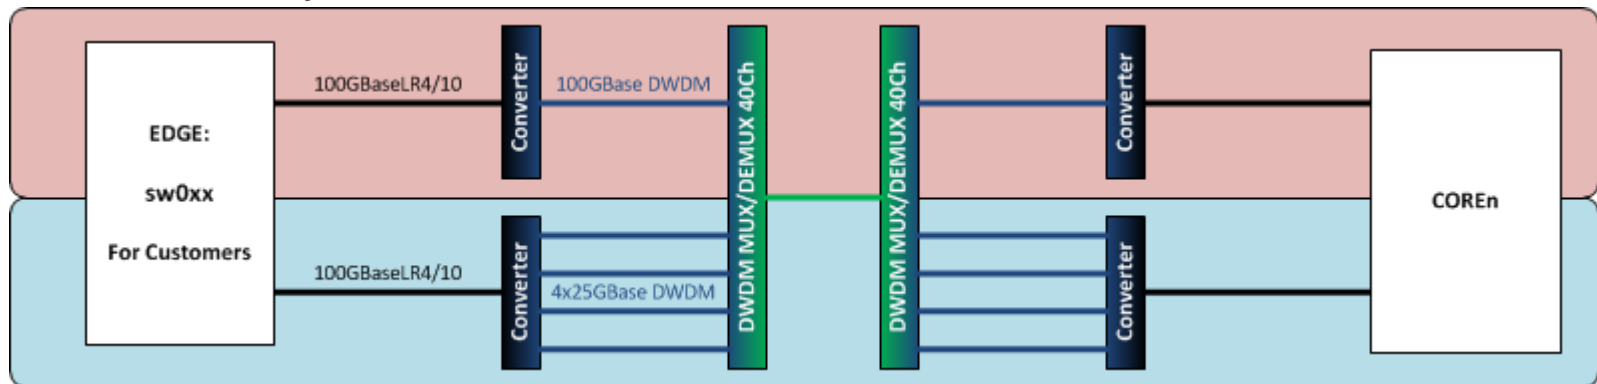 100GBaseLR4/10
Converter
100GBase DWDM
DWDM MUX/DEMUX 40Ch
DWDM MUX/DEMUX 40Ch
Converter
EDGE:
sw0xx
For Customers
COREn
100GBaseLR4/10
Converter
4x25GBase DWDM
Converter